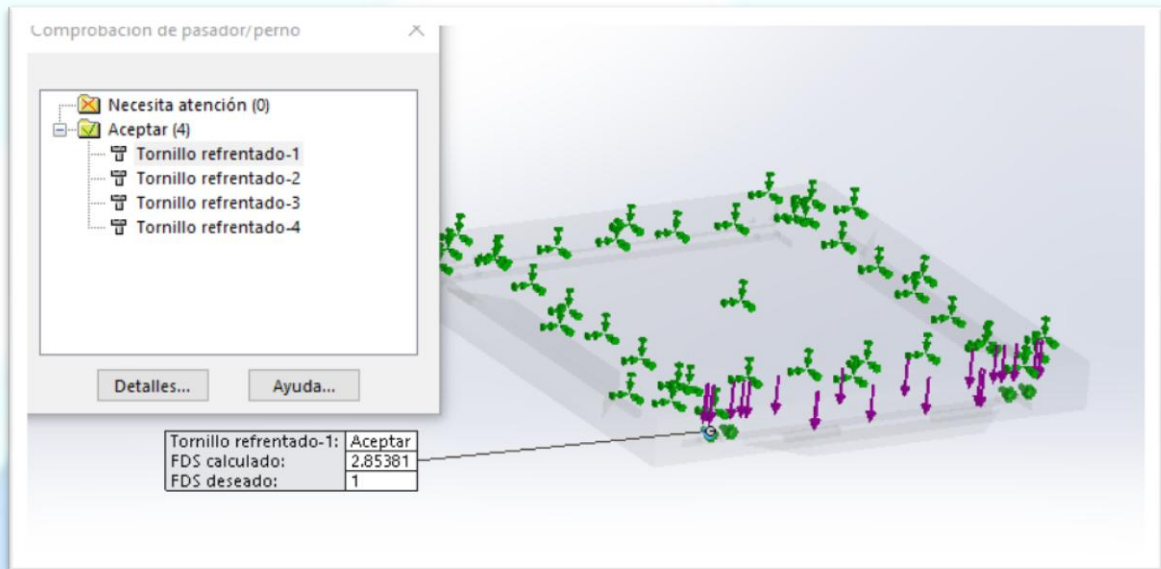 Comprobación de pasador/perno
Necesita atención (0)
Aceptar (4)
Tornillo refrentado-1
Tornillo refrentado-2
Tornillo refrentado-3
Tornillo refrentado-4
Detalles... Ayuda...
Tornillo refrentado-1: Aceptar
FDS calculado: 2.85381
FDS deseado: 1